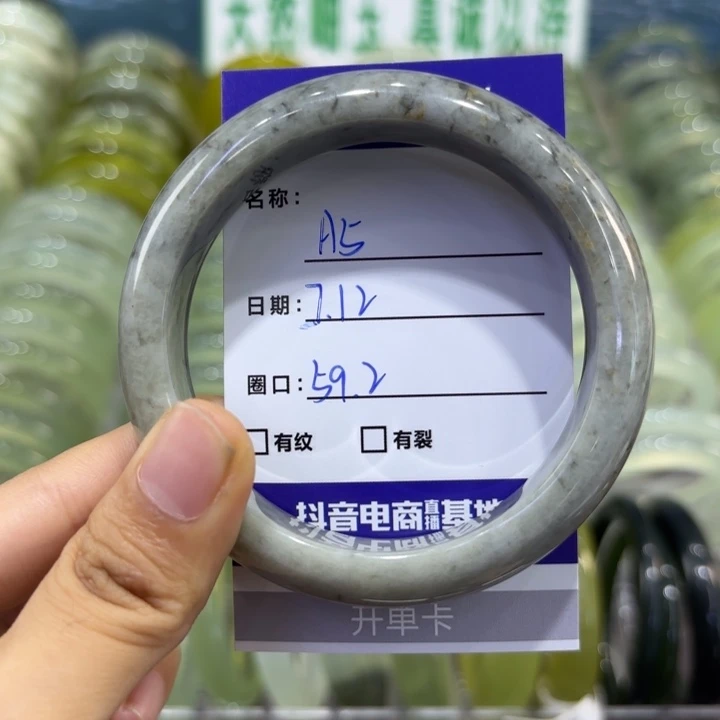 名称: A5
日期: 7.12
圈口: 59.2
□有纹 □有裂
抖音电商直播基地
开单卡